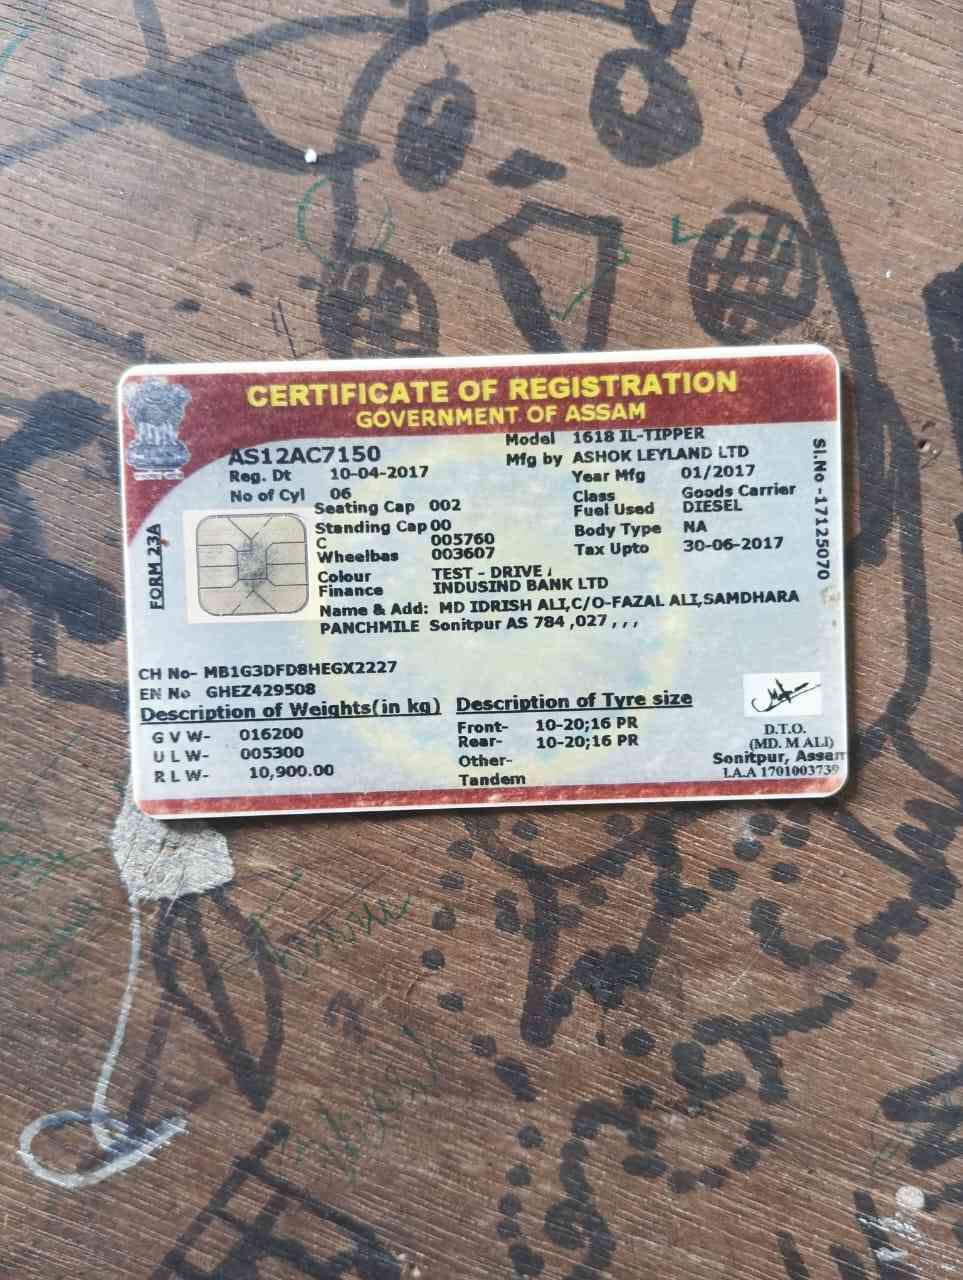 CERTIFICATE OF REGISTRATION
GOVERNMENT OF ASSAM
AS12AC7150
Reg. Dt 10-04-2017
No of Cyl 06
Model 1618 IL-TIPPER
Mfg by ASHOK LEYLAND LTD
Year Mfg 01/2017
Class Goods Carrier
Fuel Used DIESEL
Body Type NA
Tax Upto 30-06-2017
Seating Cap 002
Standing Cap 00
C 005760
Wheelbas 003607
Colour TEST - DRIVE
Finance INDUSIND BANK LTD
Name & Add: MD IDRISH ALI,C/O-FAZAL ALI,SAMDHARA
PANCHMILE Sonitpur AS 784 ,027 , , ,
FORM 23A
Sl.No -17125070
CH No- MB1G3DFD8HEGX2227
EN No GHEZ429508
Description of Weights(in kg)
G V W- 016200
U L W- 005300
R L W- 10,900.00
Description of Tyre size
Front- 10-20;16 PR
Rear- 10-20;16 PR
Other-
Tandem
D.T.O.
(MD. M ALI)
Sonitpur, Assam
I.A.A 1701003739